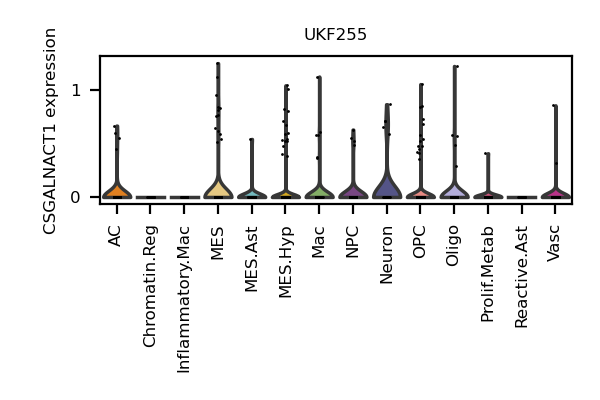 UKF255
CSGALNACT1 expression
1
0
AC
Chromatin.Reg
Inflammatory.Mac
MES
MES.Ast
MES.Hyp
Mac
NPC
Neuron
OPC
Oligo
Prolif.Metab
Reactive.Ast
Vasc